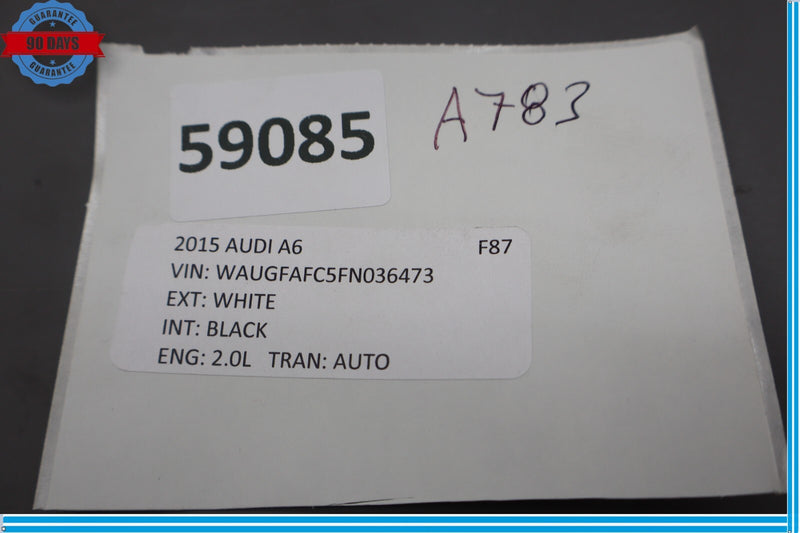 GUARANTEE
90 DAYS
GUARANTEE
A783
59085
2015 AUDI A6 F87
VIN: WAUGFAFC5FN036473
EXT: WHITE
INT: BLACK
ENG: 2.0L TRAN: AUTO